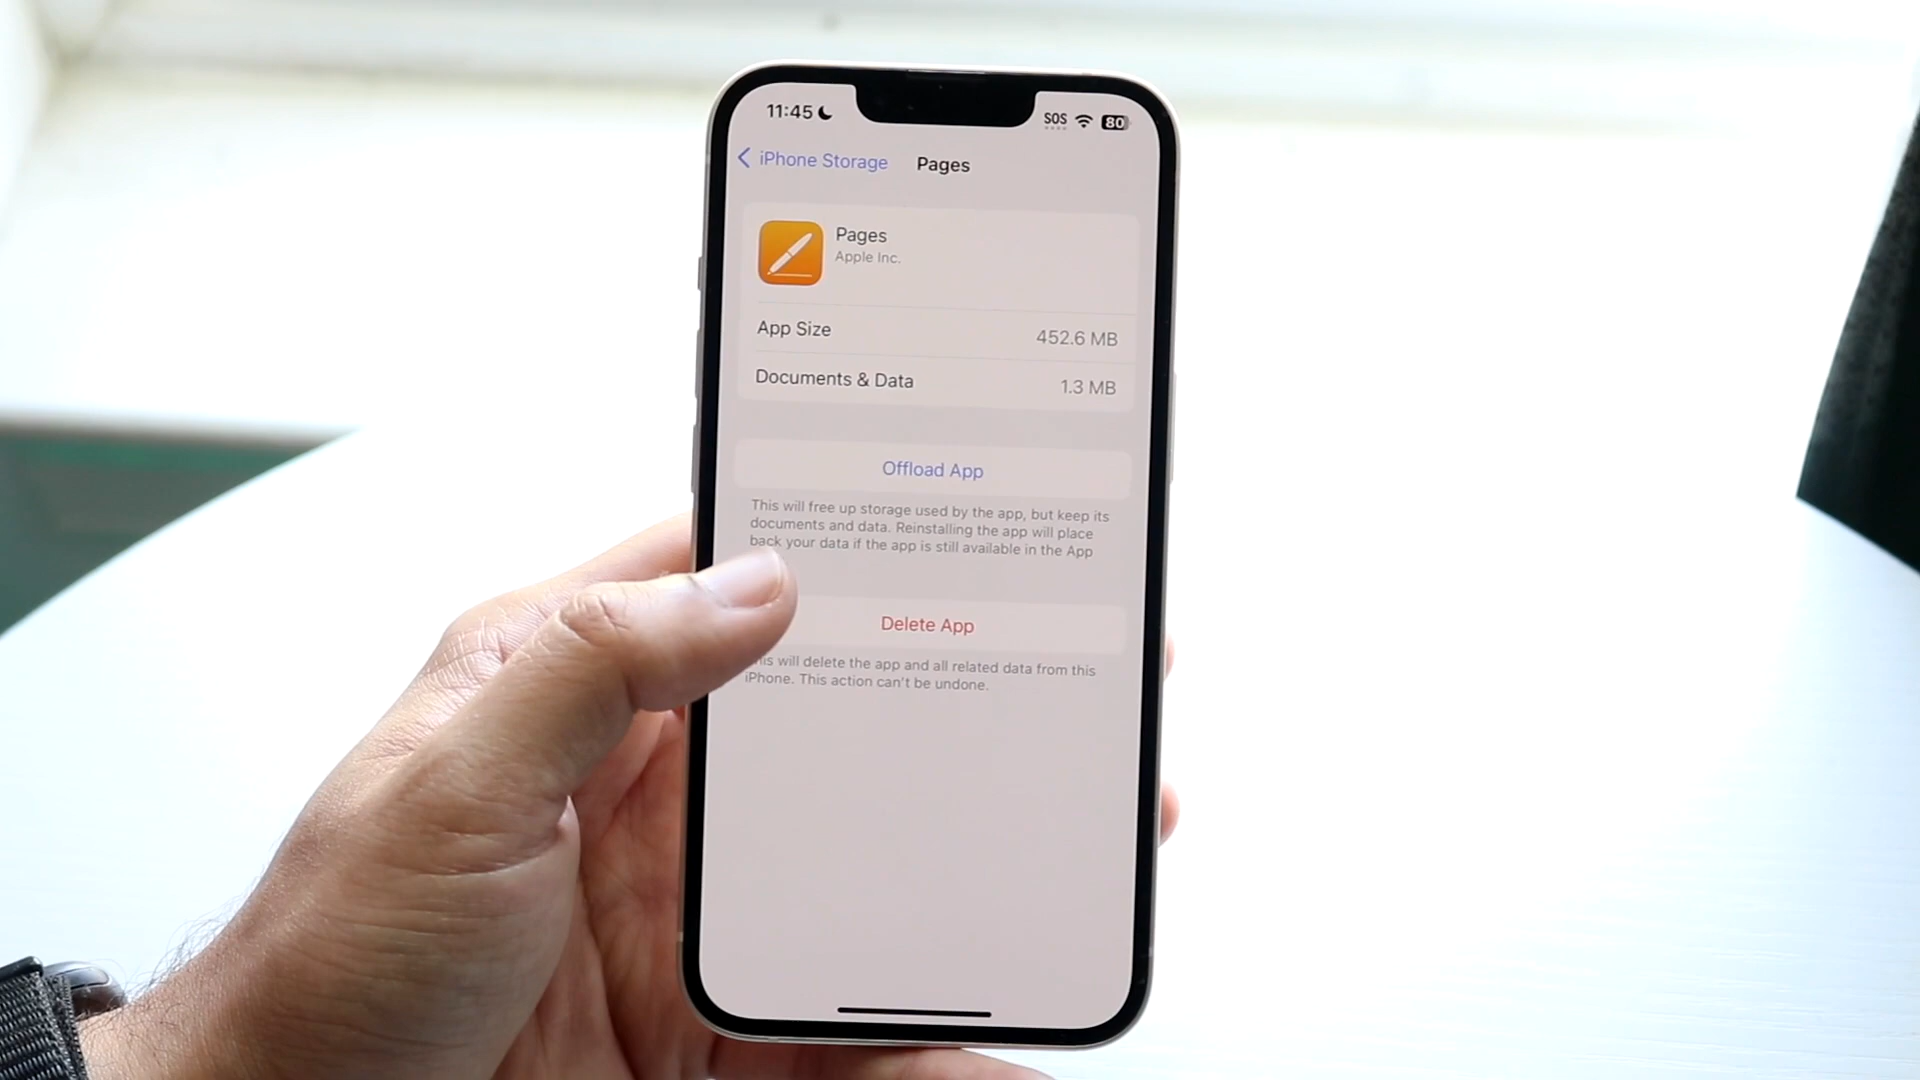 11:45
SOS
80
iPhone Storage
Pages
Pages
Apple Inc.
App Size
452.6 MB
Documents & Data
1.3 MB
Offload App
This will free up storage used by the app, but keep its
documents and data. Reinstalling the app will place
back your data if the app is still available in the App
Delete App
will delete the app and all related data from this
iPhone. This action can't be undone.